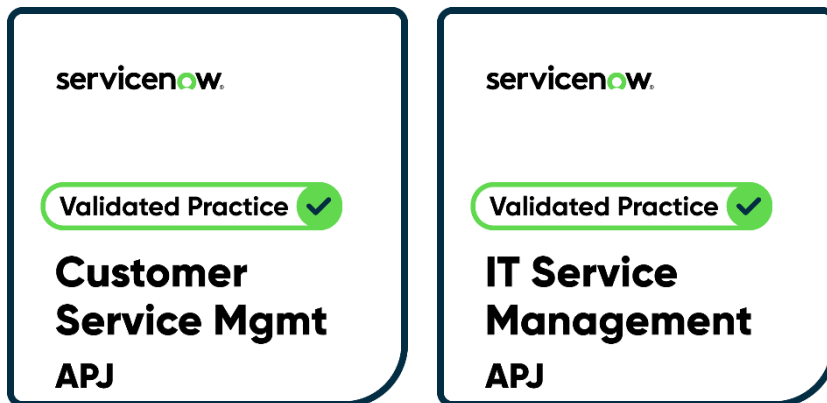 servicenow®
Validated Practice
Customer
Service Mgmt
APJ
servicenow®
Validated Practice
IT Service
Management
APJ